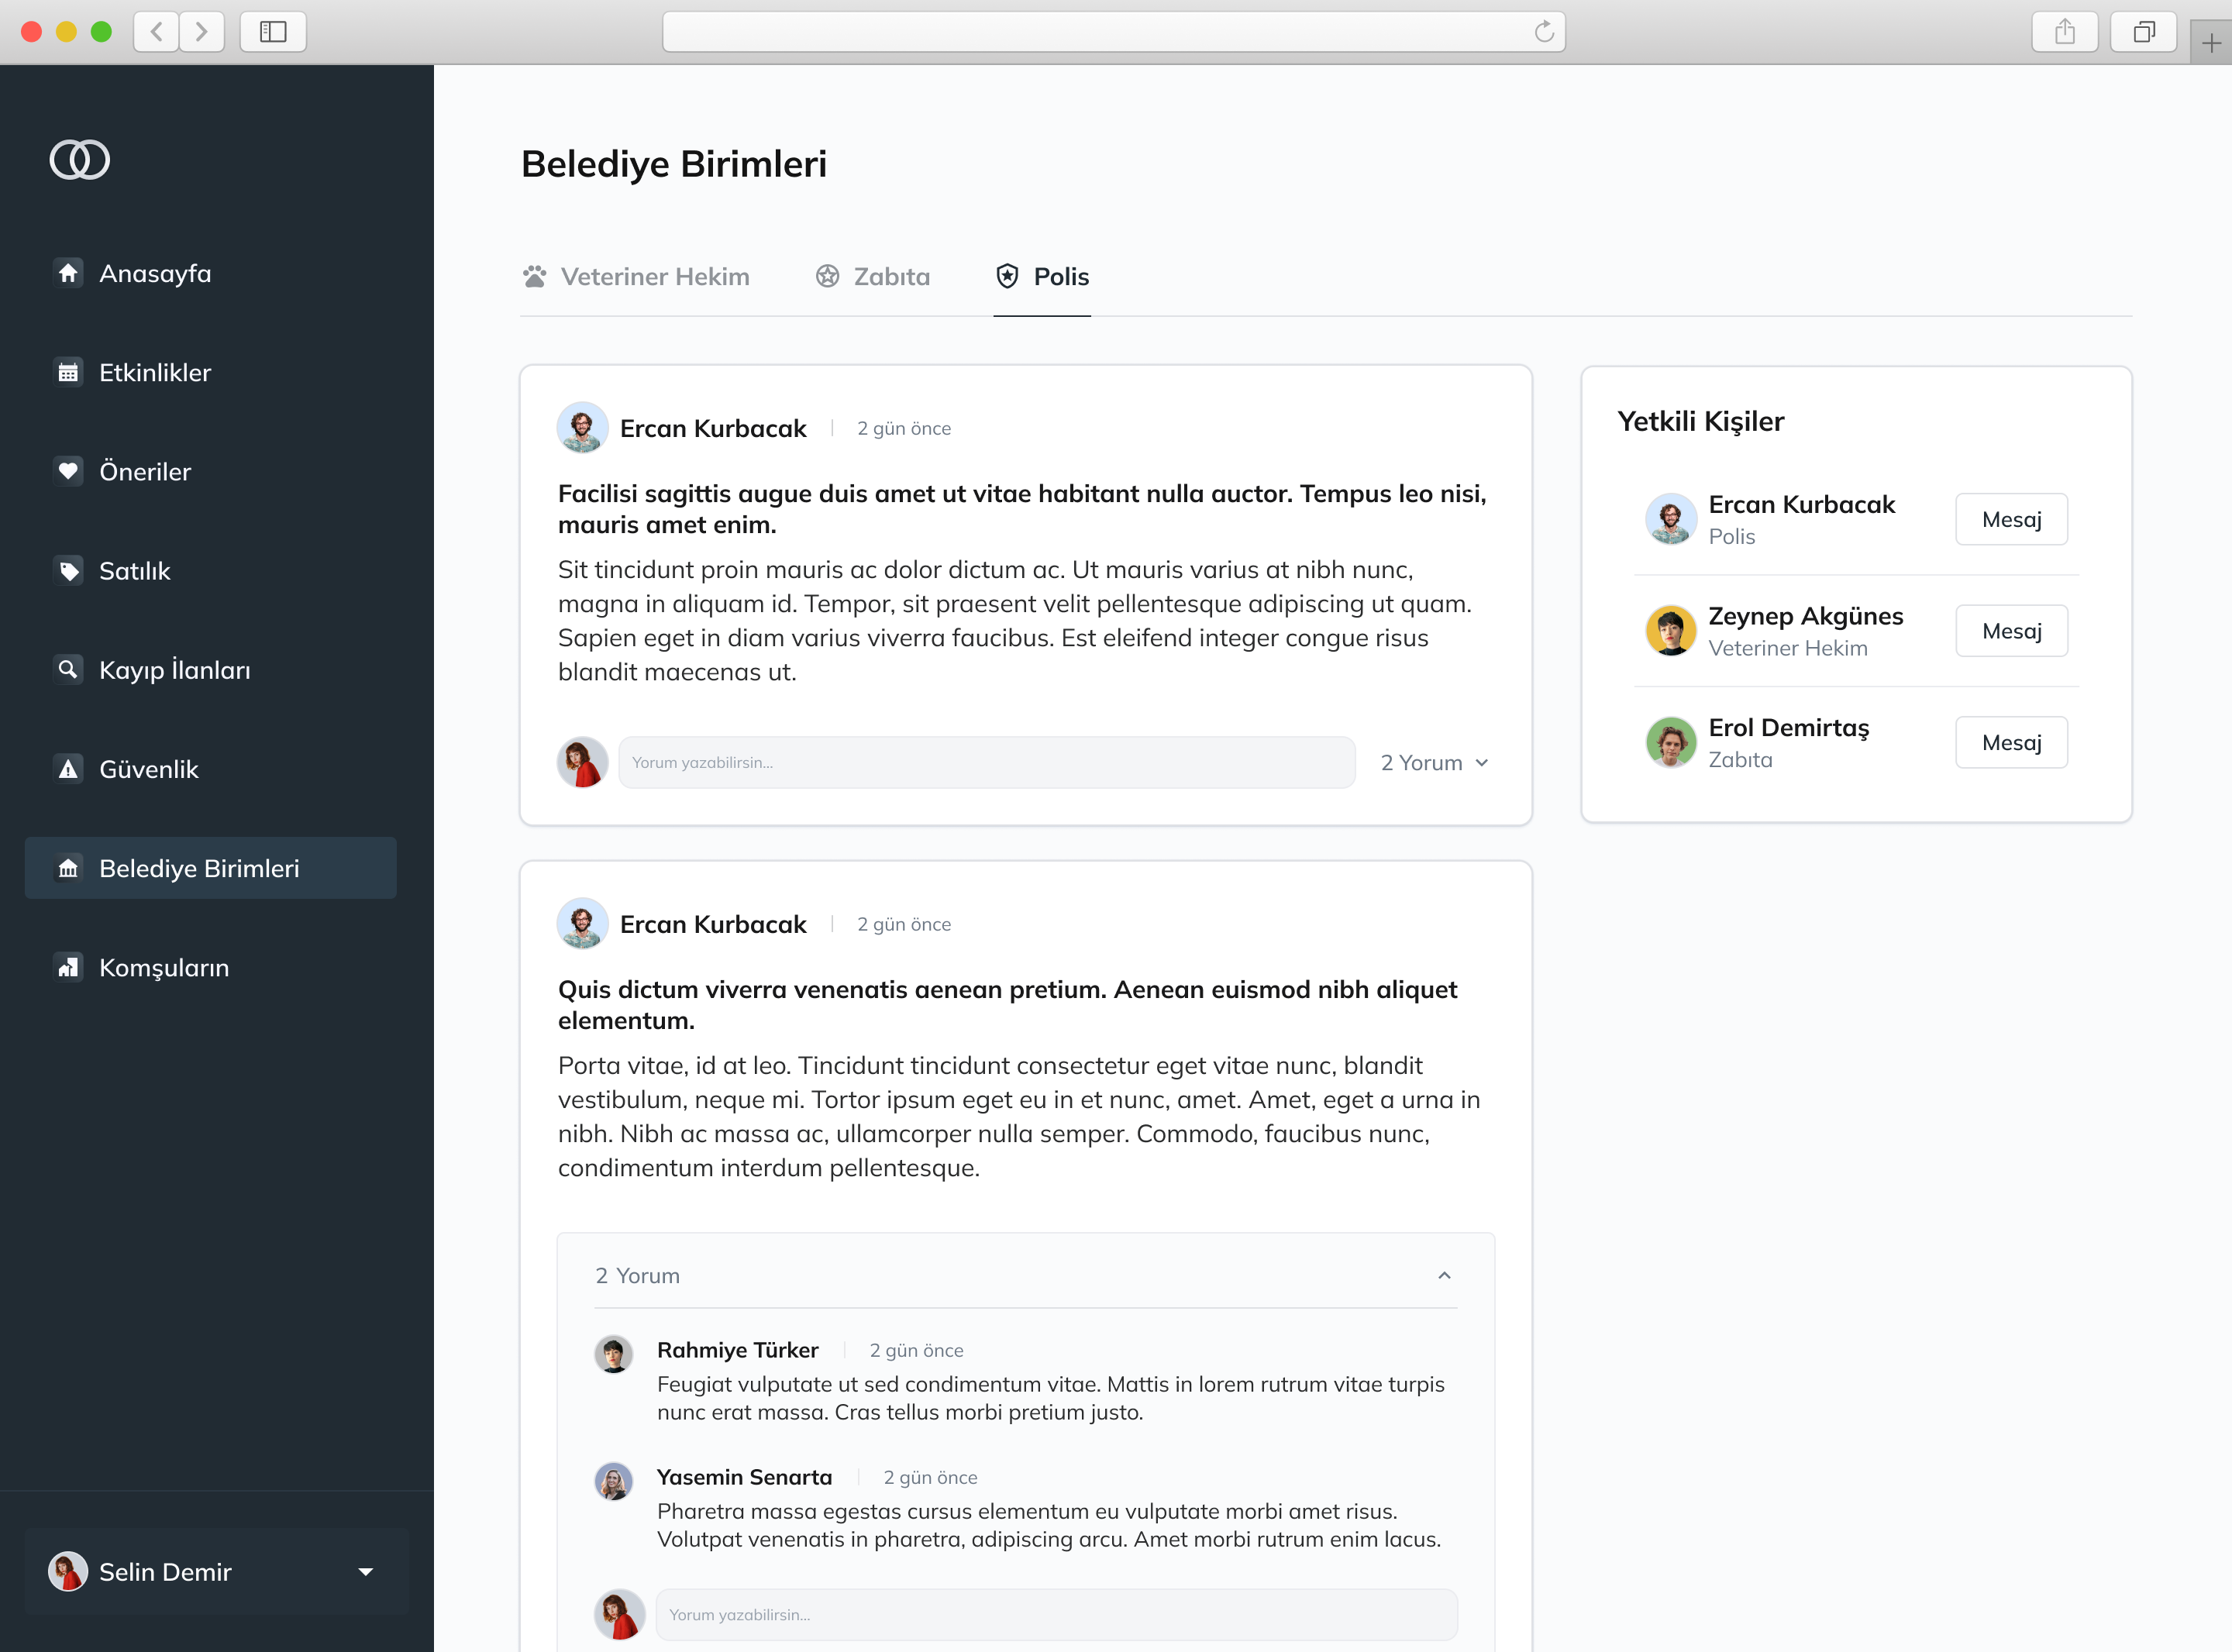 Anasayfa
Etkinlikler
Öneriler
Satılık
Kayıp İlanları
Güvenlik
Belediye Birimleri
Komşuların
Selin Demir
Belediye Birimleri
Veteriner Hekim
Zabıta
Polis
Ercan Kurbacak
2 gün önce
Facilisi sagittis augue duis amet ut vitae habitant nulla auctor. Tempus leo nisi,
mauris amet enim.
Sit tincidunt proin mauris ac dolor dictum ac. Ut mauris varius at nibh nunc,
magna in aliquam id. Tempor, sit praesent velit pellentesque adipiscing ut quam.
Sapien eget in diam varius viverra faucibus. Est eleifend integer congue risus
blandit maecenas ut.
Yorum yazabilirsin...
2 Yorum
Ercan Kurbacak
2 gün önce
Quis dictum viverra venenatis aenean pretium. Aenean euismod nibh aliquet
elementum.
Porta vitae, id at leo. Tincidunt tincidunt consectetur eget vitae nunc, blandit
vestibulum, neque mi. Tortor ipsum eget eu in et nunc, amet. Amet, eget a urna in
nibh. Nibh ac massa ac, ullamcorper nulla semper. Commodo, faucibus nunc,
condimentum interdum pellentesque.
2 Yorum
Rahmiye Türker
2 gün önce
Feugiat vulputate ut sed condimentum vitae. Mattis in lorem rutrum vitae turpis
nunc erat massa. Cras tellus morbi pretium justo.
Yasemin Senarta
2 gün önce
Pharetra massa egestas cursus elementum eu vulputate morbi amet risus.
Volutpat venenatis in pharetra, adipiscing arcu. Amet morbi rutrum enim lacus.
Yorum yazabilirsin...
Yetkili Kişiler
Ercan Kurbacak
Polis
Mesaj
Zeynep Akgünes
Veteriner Hekim
Mesaj
Erol Demirtaş
Zabıta
Mesaj